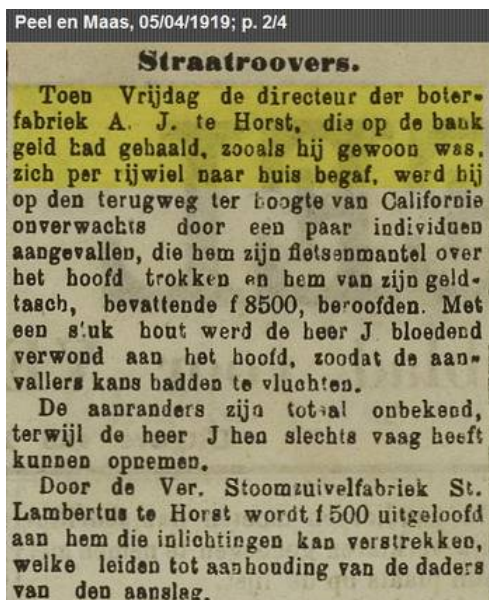 Peel en Maas, 05/04/1919; p. 2/4
Straatroovers.
Toen Vrijdag de directeur der boter-
fabriek A. J. te Horst, die op de bank
geld had gehaald, zooals hij gewoon was,
zich per rijwiel naar huis begaf, werd hij
op den terugweg ter hoogte van Californie
onverwachts door een paar individuen
aangevallen, die hem zijn fietsenmantel over
het hoofd trokken en hem van zijn geld-
tasch, bevattende f 8500, beroofden. Met
een stuk hout werd de heer J bloedend
verwond aan het hoofd, zoodat de aan-
vallers kans hadden te vluchten.
De aanranders zijn totaal onbekend,
terwijl de heer J hen slechts vaag heeft
kunnen opnemen.
Door de Ver. Stoomzuivelfabriek St.
Lambertus te Horst wordt f 500 uitgeloofd
aan hem die inlichtingen kan verstrekken,
welke leiden tot aanhouding van de daders
van den aanslag.